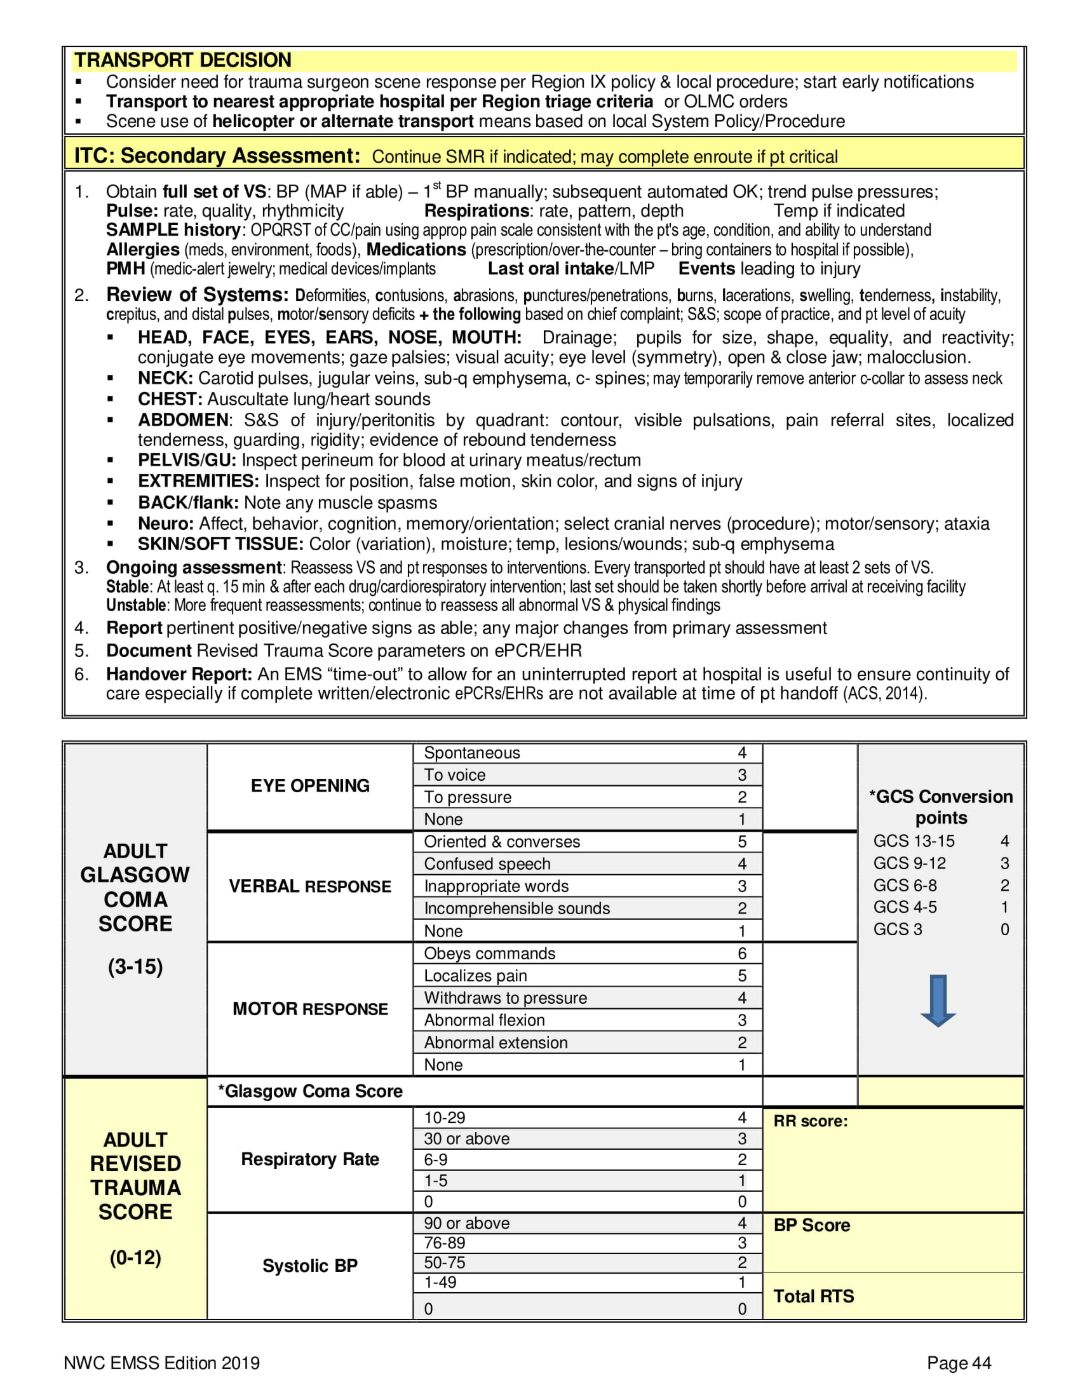 TRANSPORT DECISION
▪ Consider need for trauma surgeon scene response per Region IX policy & local procedure; start early notifications
▪ Transport to nearest appropriate hospital per Region triage criteria or OLMC orders
▪ Scene use of helicopter or alternate transport means based on local System Policy/Procedure
ITC: Secondary Assessment: Continue SMR if indicated; may complete enroute if pt critical
1. Obtain full set of VS: BP (MAP if able) – 1st BP manually; subsequent automated OK; trend pulse pressures;
Pulse: rate, quality, rhythmicity Respirations: rate, pattern, depth Temp if indicated
SAMPLE history: OPQRST of CC/pain using approp pain scale consistent with the pt's age, condition, and ability to understand
Allergies (meds, environment, foods), Medications (prescription/over-the-counter – bring containers to hospital if possible),
PMH (medic-alert jewelry; medical devices/implants Last oral intake/LMP Events leading to injury
2. Review of Systems: Deformities, contusions, abrasions, punctures/penetrations, burns, lacerations, swelling, tenderness, instability,
crepitus, and distal pulses, motor/sensory deficits + the following based on chief complaint; S&S; scope of practice, and pt level of acuity
▪ HEAD, FACE, EYES, EARS, NOSE, MOUTH: Drainage; pupils for size, shape, equality, and reactivity;
conjugate eye movements; gaze palsies; visual acuity; eye level (symmetry), open & close jaw; malocclusion.
▪ NECK: Carotid pulses, jugular veins, sub-q emphysema, c- spines; may temporarily remove anterior c-collar to assess neck
▪ CHEST: Auscultate lung/heart sounds
▪ ABDOMEN: S&S of injury/peritonitis by quadrant: contour, visible pulsations, pain referral sites, localized
tenderness, guarding, rigidity; evidence of rebound tenderness
▪ PELVIS/GU: Inspect perineum for blood at urinary meatus/rectum
▪ EXTREMITIES: Inspect for position, false motion, skin color, and signs of injury
▪ BACK/flank: Note any muscle spasms
▪ Neuro: Affect, behavior, cognition, memory/orientation; select cranial nerves (procedure); motor/sensory; ataxia
▪ SKIN/SOFT TISSUE: Color (variation), moisture; temp, lesions/wounds; sub-q emphysema
3. Ongoing assessment: Reassess VS and pt responses to interventions. Every transported pt should have at least 2 sets of VS.
Stable: At least q. 15 min & after each drug/cardiorespiratory intervention; last set should be taken shortly before arrival at receiving facility
Unstable: More frequent reassessments; continue to reassess all abnormal VS & physical findings
4. Report pertinent positive/negative signs as able; any major changes from primary assessment
5. Document Revised Trauma Score parameters on ePCR/EHR
6. Handover Report: An EMS “time-out” to allow for an uninterrupted report at hospital is useful to ensure continuity of
care especially if complete written/electronic ePCRs/EHRs are not available at time of pt handoff (ACS, 2014).
ADULT
GLASGOW
COMA
SCORE
(3-15)
EYE OPENING
Spontaneous 4
To voice 3
To pressure 2
None 1
VERBAL RESPONSE
Oriented & converses 5
Confused speech 4
Inappropriate words 3
Incomprehensible sounds 2
None 1
MOTOR RESPONSE
Obeys commands 6
Localizes pain 5
Withdraws to pressure 4
Abnormal flexion 3
Abnormal extension 2
None 1
*GCS Conversion
points
GCS 13-15 4
GCS 9-12 3
GCS 6-8 2
GCS 4-5 1
GCS 3 0
ADULT
REVISED
TRAUMA
SCORE
(0-12)
*Glasgow Coma Score
Respiratory Rate
10-29 4
30 or above 3
6-9 2
1-5 1
0 0
RR score:
Systolic BP
90 or above 4
76-89 3
50-75 2
1-49 1
0 0
BP Score
Total RTS
NWC EMSS Edition 2019 Page 44